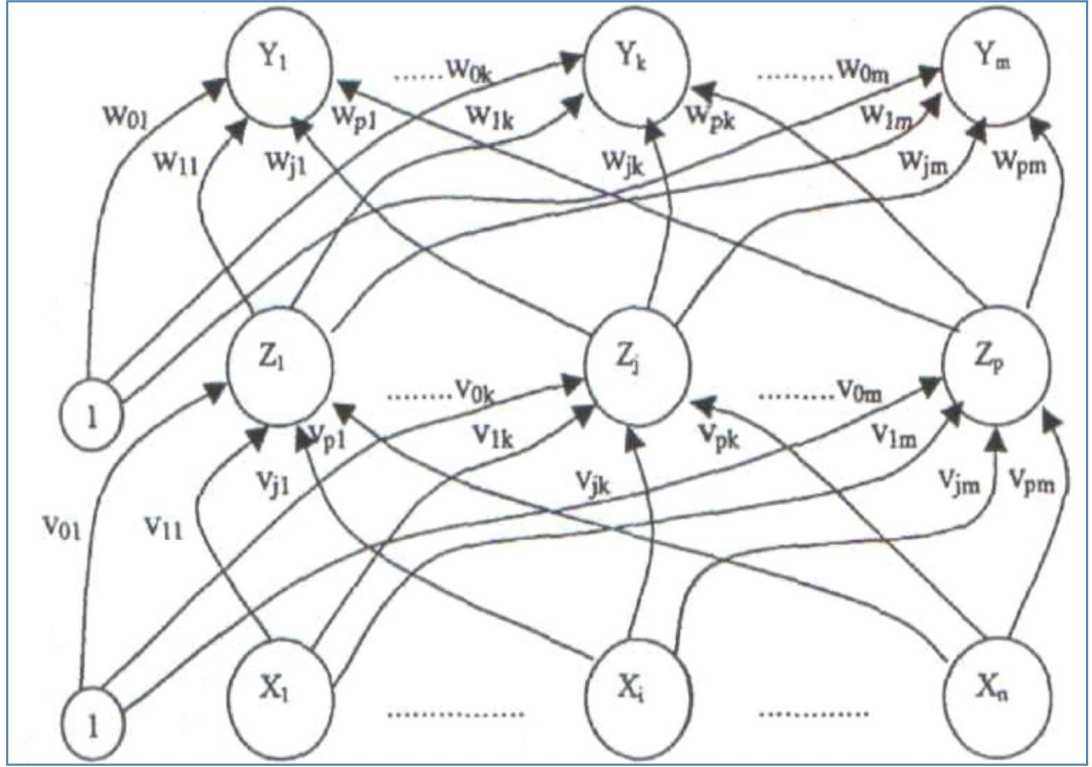 Y1 Yk Ym
......w0k ........w0m
w01 wp1 w1k wpk w1m
w11 wj1 wjk wjm wpm
Z1 Zj Zp
.......v0k ........v0m
1
vp1 v1k vpk v1m
vj1 vjk vjm vpm
v01 v11
X1 Xi Xn
1 ............... ............